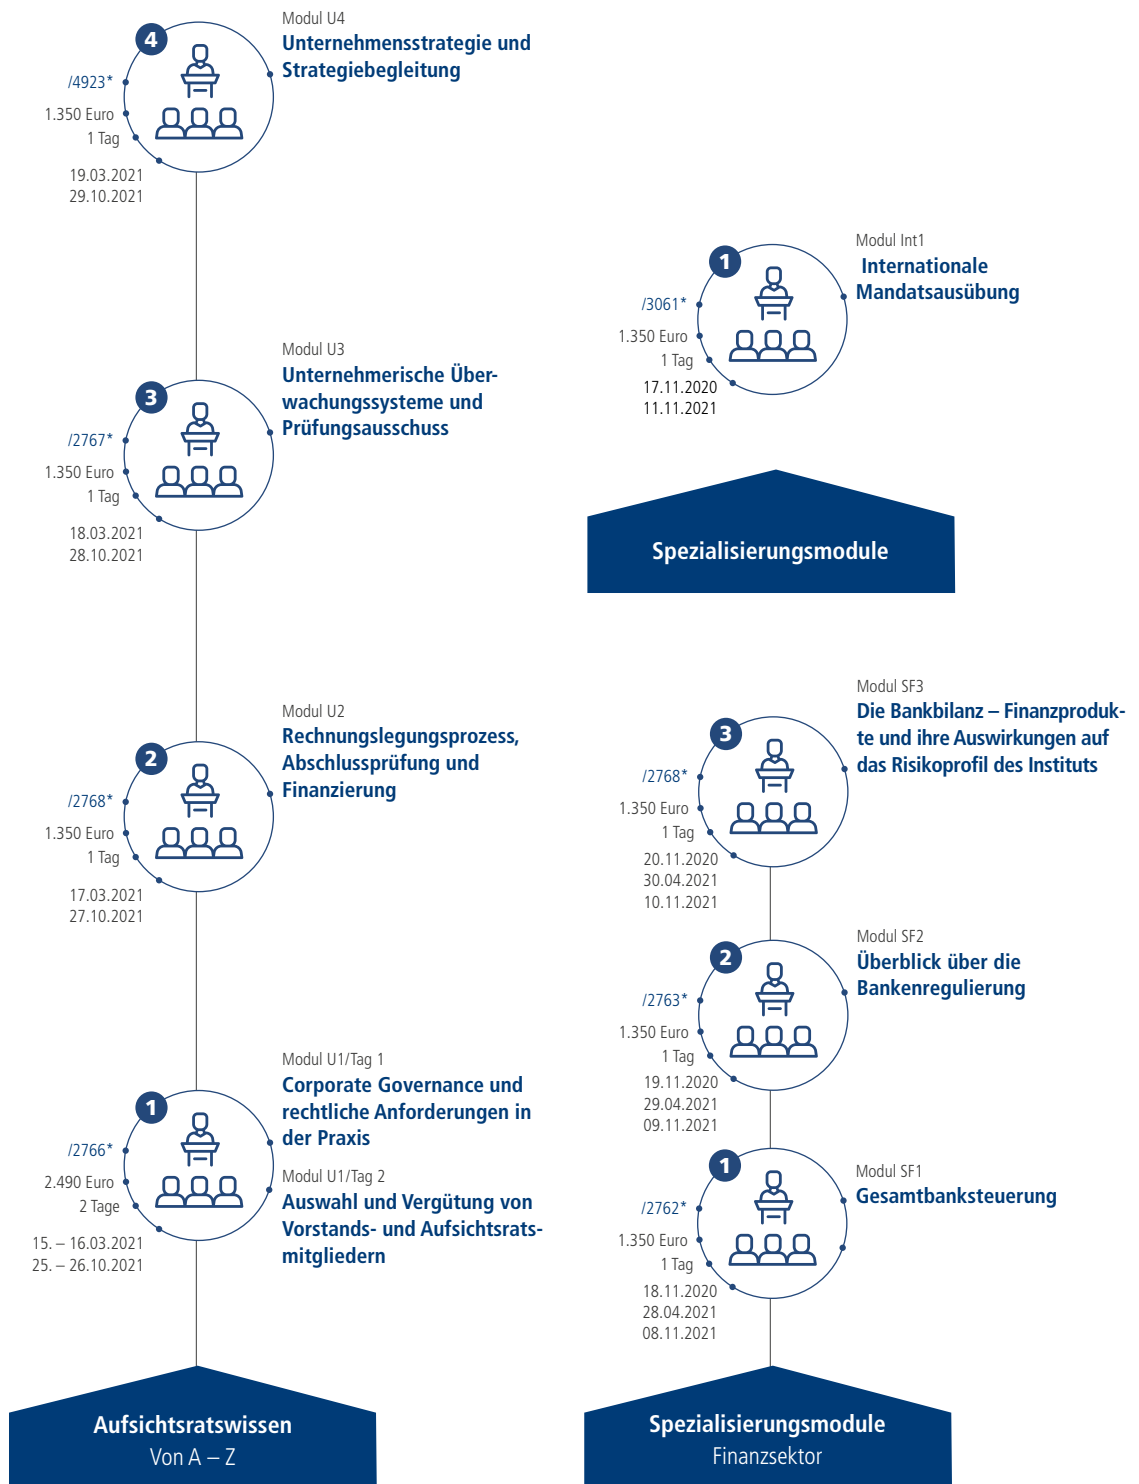 4
Modul U4
Unternehmensstrategie und
Strategiebegleitung
/4923*
1.350 Euro
1 Tag
19.03.2021
29.10.2021
3
Modul U3
Unternehmerische Über-
wachungssysteme und
Prüfungsausschuss
/2767*
1.350 Euro
1 Tag
18.03.2021
28.10.2021
2
Modul U2
Rechnungslegungsprozess,
Abschlussprüfung und
Finanzierung
/2768*
1.350 Euro
1 Tag
17.03.2021
27.10.2021
1
Modul U1/Tag 1
Corporate Governance und
rechtliche Anforderungen in
der Praxis
Modul U1/Tag 2
Auswahl und Vergütung von
Vorstands- und Aufsichtsrats-
mitgliedern
/2766*
2.490 Euro
2 Tage
15. – 16.03.2021
25. – 26.10.2021
Aufsichtsratswissen
Von A – Z
1
Modul Int1
Internationale
Mandatsausübung
/3061*
1.350 Euro
1 Tag
17.11.2020
11.11.2021
Spezialisierungsmodule
3
Modul SF3
Die Bankbilanz – Finanzproduk-
te und ihre Auswirkungen auf
das Risikoprofil des Instituts
/2768*
1.350 Euro
1 Tag
20.11.2020
30.04.2021
10.11.2021
2
Modul SF2
Überblick über die
Bankenregulierung
/2763*
1.350 Euro
1 Tag
19.11.2020
29.04.2021
09.11.2021
1
Modul SF1
Gesamtbanksteuerung
/2762*
1.350 Euro
1 Tag
18.11.2020
28.04.2021
08.11.2021
Spezialisierungsmodule
Finanzsektor